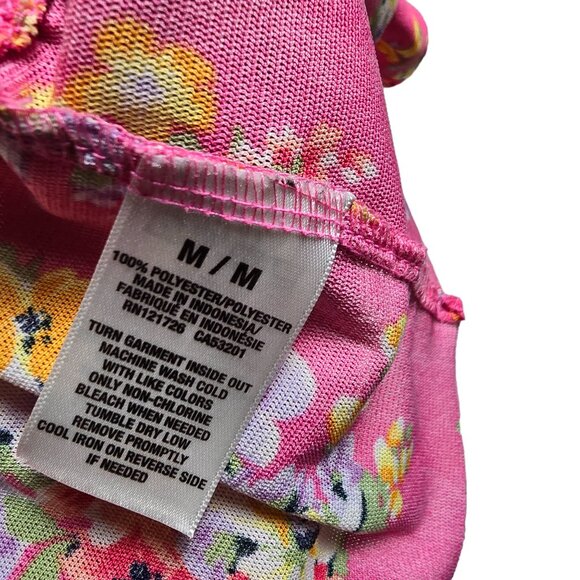 M / M
100% POLYESTER/POLYESTER
MADE IN INDONESIA/
FABRIQUE EN INDONÉSIE
RN121726 CA53201
TURN GARMENT INSIDE OUT
MACHINE WASH COLD
WITH LIKE COLORS
ONLY NON-CHLORINE
BLEACH WHEN NEEDED
TUMBLE DRY LOW
REMOVE PROMPTLY
COOL IRON ON REVERSE SIDE
IF NEEDED